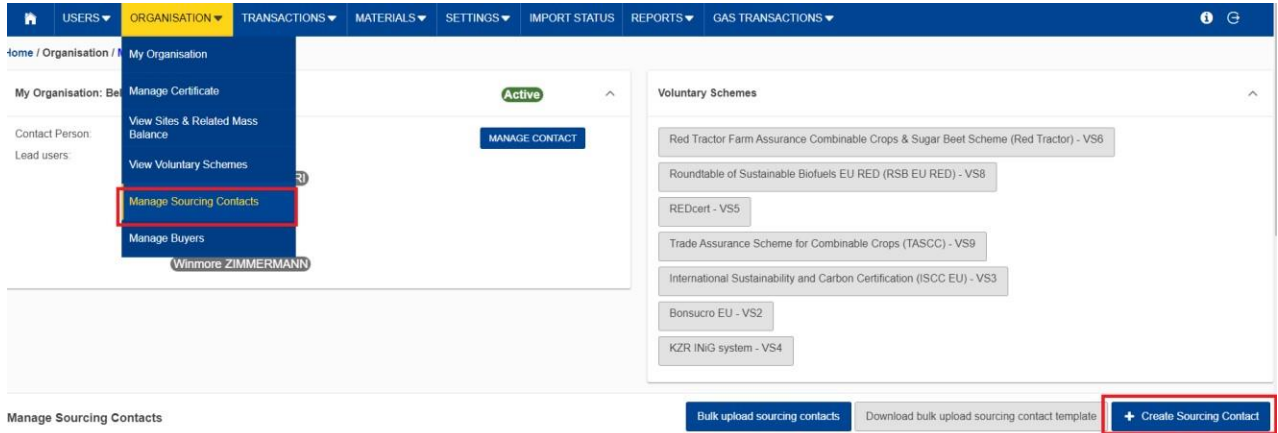 USERS ORGANISATION TRANSACTIONS MATERIALS SETTINGS IMPORT STATUS REPORTS GAS TRANSACTIONS
Home / Organisation /
My Organisation
Manage Certificate
View Sites & Related Mass
Balance
View Voluntary Schemes
Manage Sourcing Contacts
Manage Buyers
My Organisation: Bel
Active
Contact Person:
MANAGE CONTACT
Lead users:
RI
Winmore ZIMMERMANN
Voluntary Schemes
Red Tractor Farm Assurance Combinable Crops & Sugar Beet Scheme (Red Tractor) - VS6
Roundtable of Sustainable Biofuels EU RED (RSB EU RED) - VS8
REDcert - VS5
Trade Assurance Scheme for Combinable Crops (TASCC) - VS9
International Sustainability and Carbon Certification (ISCC EU) - VS3
Bonsucro EU - VS2
KZR INiG system - VS4
Manage Sourcing Contacts
Bulk upload sourcing contacts
Download bulk upload sourcing contact template
+ Create Sourcing Contact